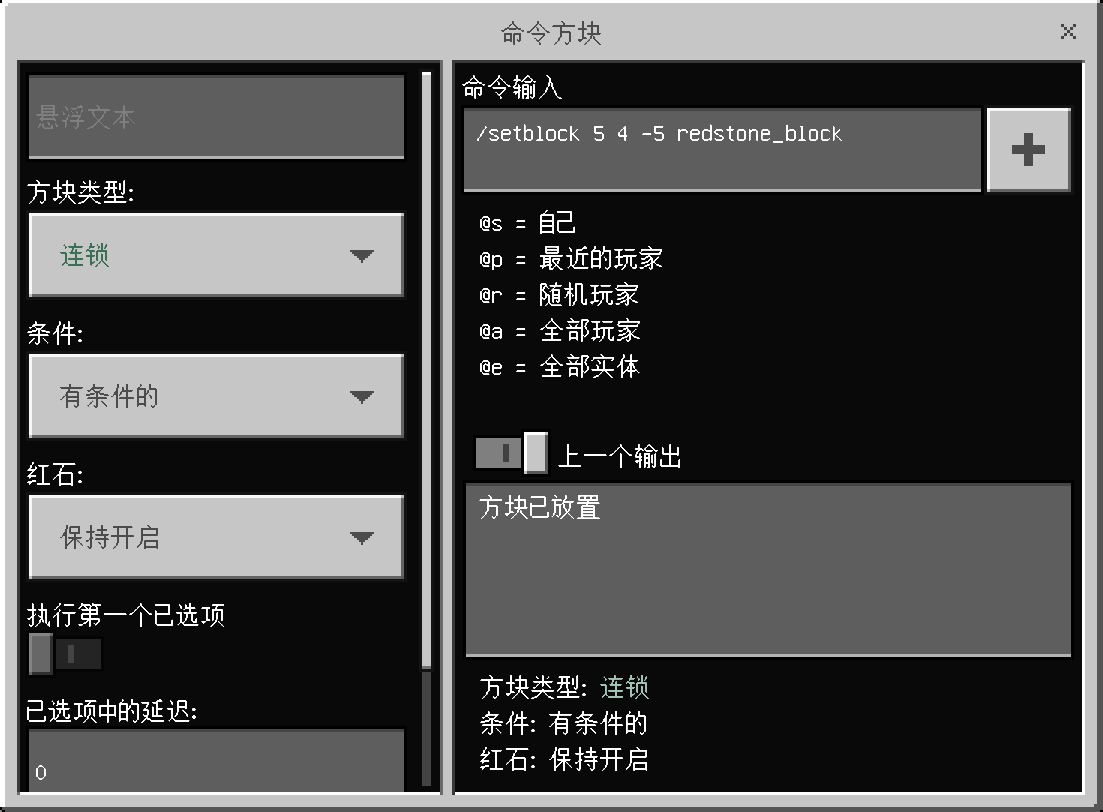 命令方块
悬浮文本
方块类型:
连锁
条件:
有条件的
红石:
保持开启
执行第一个已选项
已选项中的延迟:
0
命令输入
/setblock 5 4 -5 redstone_block
@s = 自己
@p = 最近的玩家
@r = 随机玩家
@a = 全部玩家
@e = 全部实体
上一个输出
方块已放置
方块类型: 连锁
条件: 有条件的
红石: 保持开启